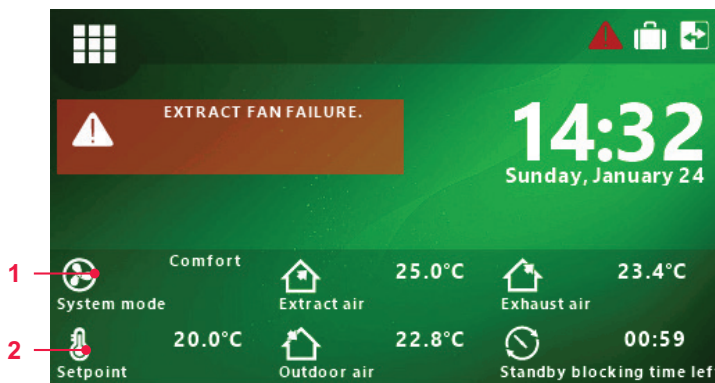 EXTRACT FAN FAILURE.
14:32
Sunday, January 24
1
Comfort
System mode
25.0°C
Extract air
23.4°C
Exhaust air
2
20.0°C
Setpoint
22.8°C
Outdoor air
00:59
Standby blocking time lef